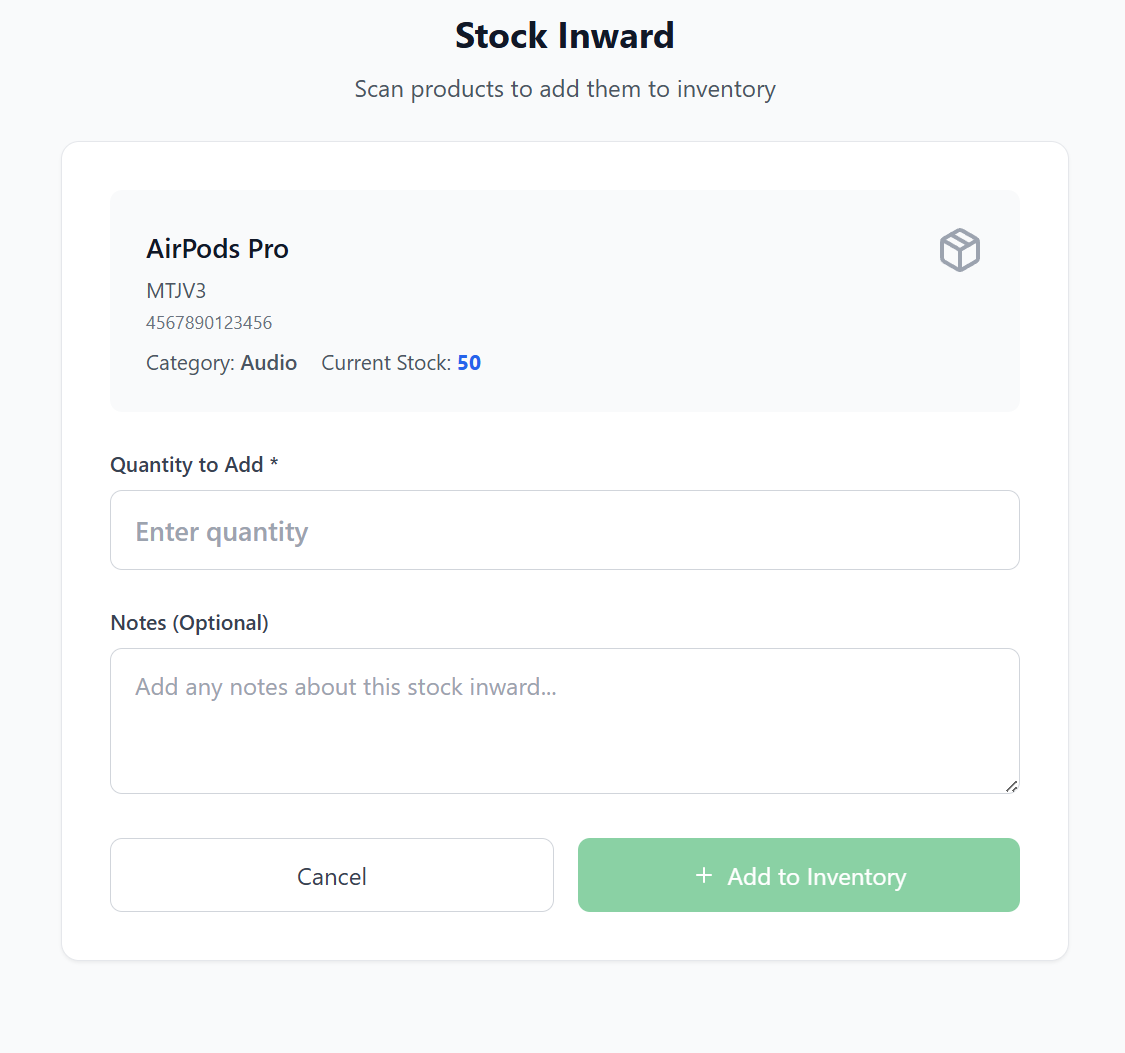 Stock Inward
Scan products to add them to inventory
AirPods Pro
MTJV3
4567890123456
Category: Audio Current Stock: 50
Quantity to Add *
Enter quantity
Notes (Optional)
Add any notes about this stock inward...
Cancel
+ Add to Inventory